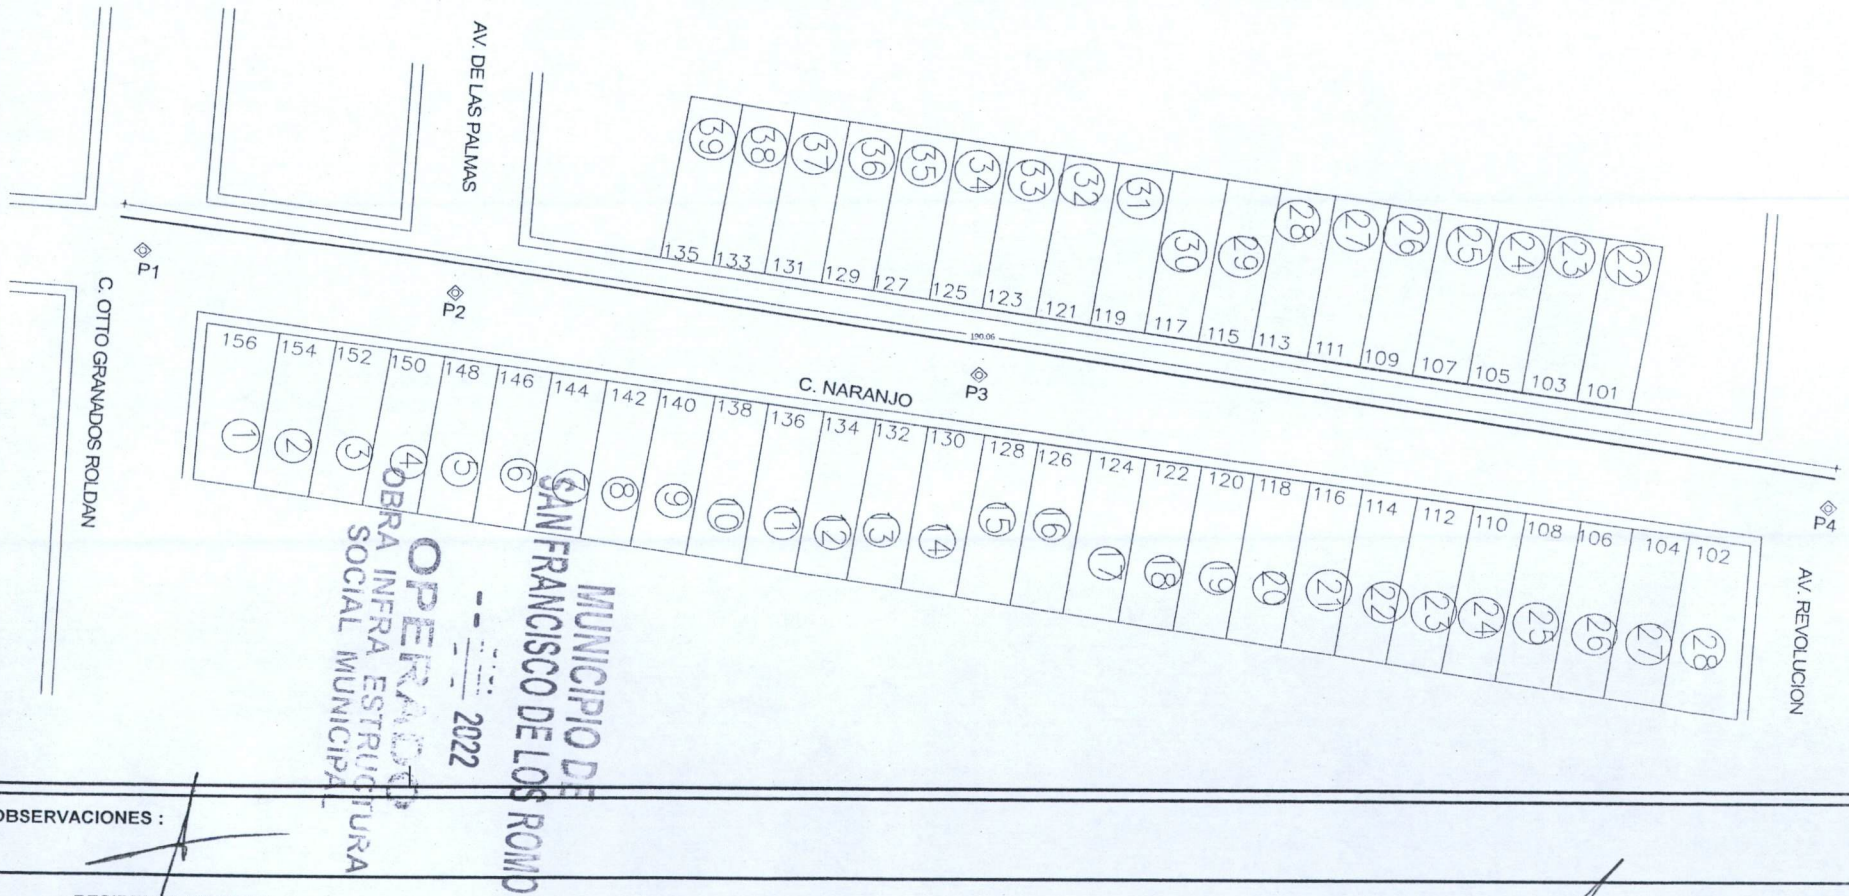 AV. DE LAS PALMAS
39 38 37 36 35 34 33 32 31 30 29 28 27 26 25 24 23 22
135 133 131 129 127 125 123 121 119 117 115 113 111 109 107 105 103 101
P1
P2
190.06
P3
P4
C. NARANJO
C. OTTO GRANADOS ROLDAN
156 154 152 150 148 146 144 142 140 138 136 134 132 130 128 126 124 122 120 118 116 114 112 110 108 106 104 102
1 2 3 4 5 6 7 8 9 10 11 12 13 14 15 16 17 18 19 20 21 22 23 24 25 26 27 28
AV. REVOLUCION
MUNICIPIO DE
SAN FRANCISCO DE LOS ROMO
2022
OPERADO
OBRA INFRA ESTRUCTURA
SOCIAL MUNICIPAL
OBSERVACIONES :